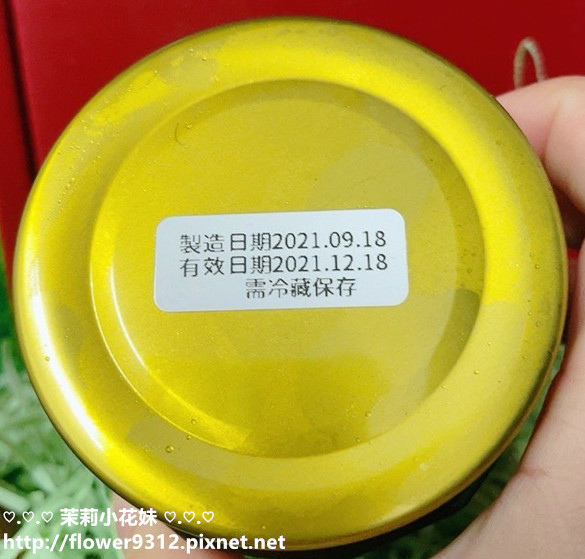 製造日期2021.09.18
有效日期2021.12.18
需冷藏保存
♡.♡.♡ 茉莉小花妹 ♡.♡.♡
http://flower9312.pixnet.net